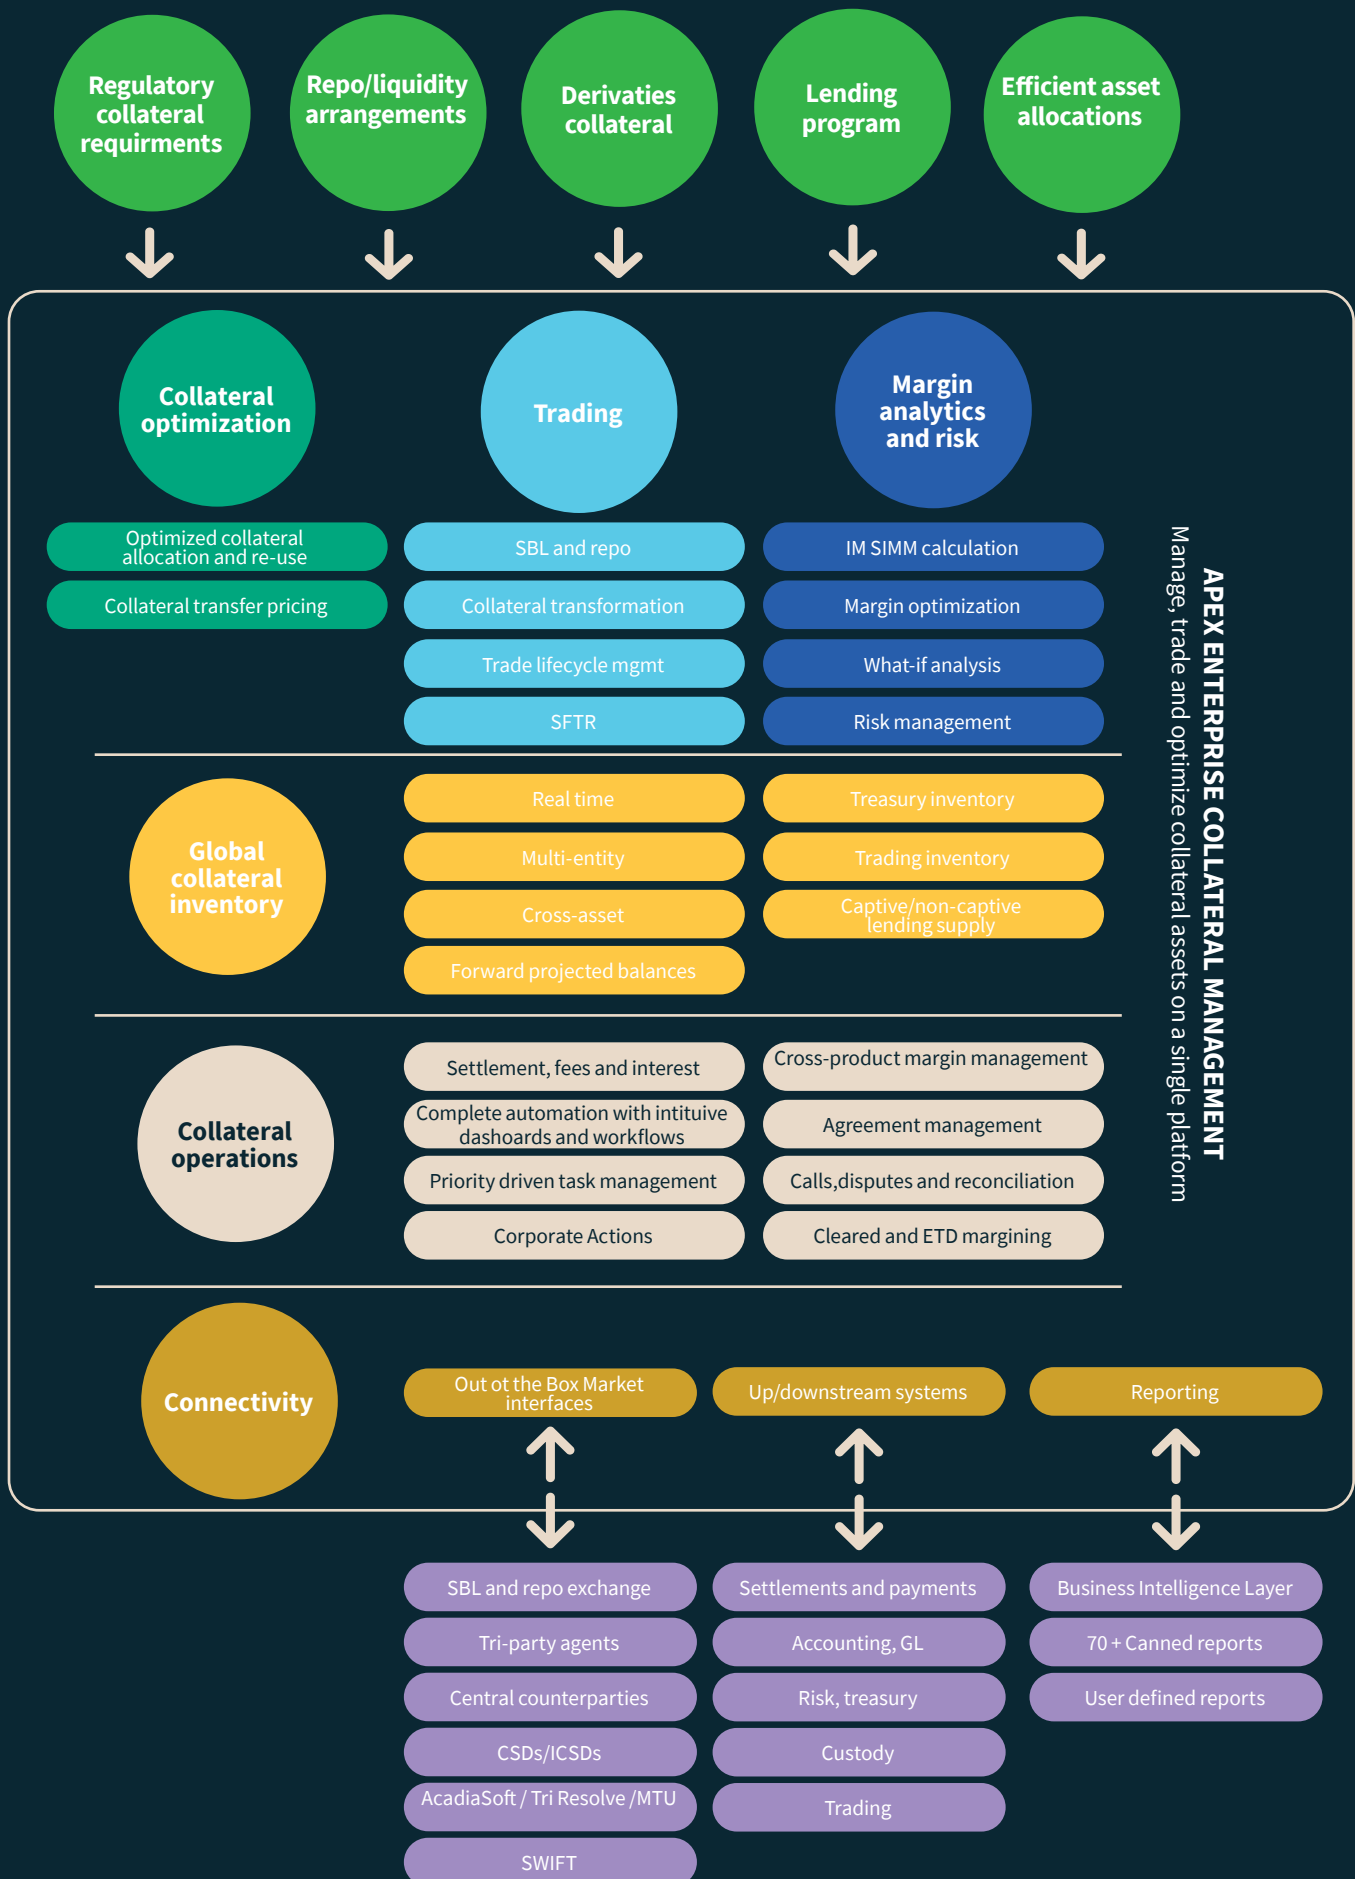 Regulatory
collateral
requirments
Repo/liquidity
arrangements
Derivaties
collateral
Lending
program
Efficient asset
allocations
Collateral
optimization
Optimized collateral
allocation and re-use
Collateral transfer pricing
Trading
SBL and repo
Collateral transformation
Trade lifecycle mgmt
SFTR
Margin
analytics
and risk
IM SIMM calculation
Margin optimization
What-if analysis
Risk management
APEX ENTERPRISE COLLATERAL MANAGEMENT
Manage, trade and optimize collateral assets on a single platform
Global
collateral
inventory
Real time
Multi-entity
Cross-asset
Forward projected balances
Treasury inventory
Trading inventory
Captive/non-captive
lending supply
Collateral
operations
Settlement, fees and interest
Complete automation with intituive
dashoards and workflows
Priority driven task management
Corporate Actions
Cross-product margin management
Agreement management
Calls,disputes and reconciliation
Cleared and ETD margining
Connectivity
Out ot the Box Market
interfaces
Up/downstream systems
Reporting
SBL and repo exchange
Tri-party agents
Central counterparties
CSDs/ICSDs
AcadiaSoft / Tri Resolve /MTU
SWIFT
Settlements and payments
Accounting, GL
Risk, treasury
Custody
Trading
Business Intelligence Layer
70 + Canned reports
User defined reports